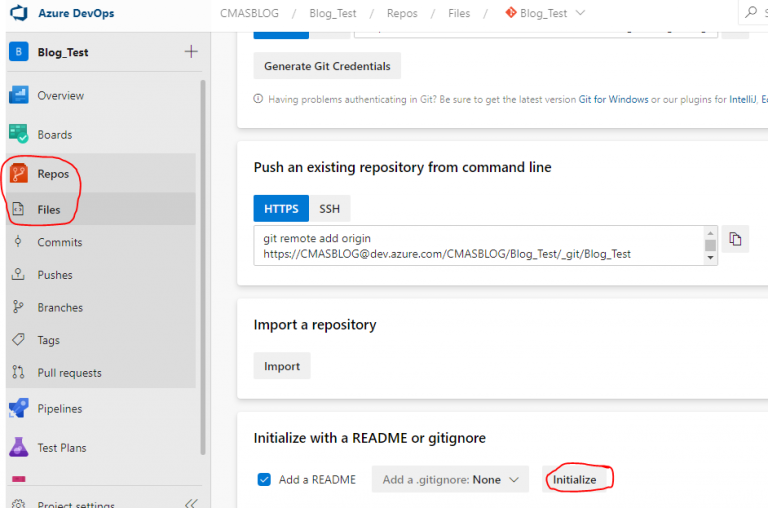 Azure DevOps
CMASBLOG / Blog_Test / Repos / Files / Blog_Test
B Blog_Test
Overview
Boards
Repos
Files
Commits
Pushes
Branches
Tags
Pull requests
Pipelines
Test Plans
Project settings
Generate Git Credentials
Having problems authenticating in Git? Be sure to get the latest version Git for Windows or our plugins for IntelliJ,
Push an existing repository from command line
HTTPS SSH
git remote add origin
https://CMASBLOG@dev.azure.com/CMASBLOG/Blog_Test/_git/Blog_Test
Import a repository
Import
Initialize with a README or gitignore
Add a README Add a .gitignore: None Initialize